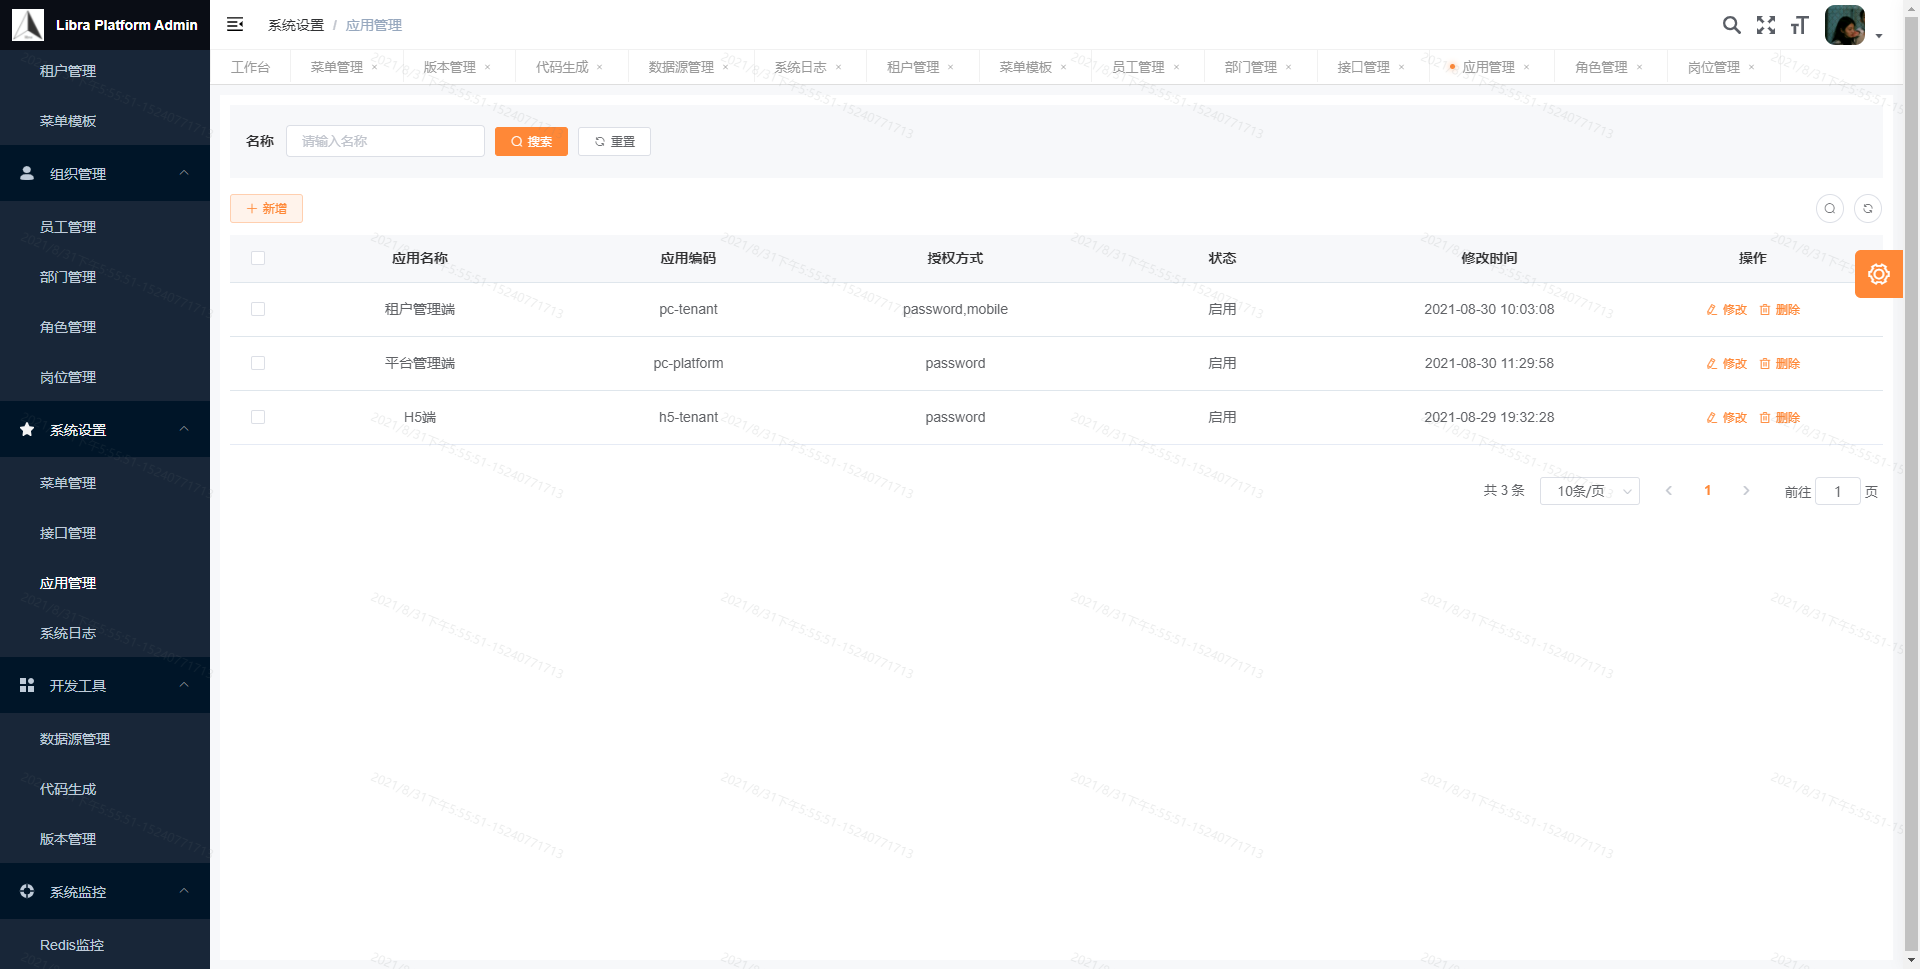 Libra Platform Admin
系统设置 / 应用管理
租户管理
菜单模板
组织管理
员工管理
部门管理
角色管理
岗位管理
系统设置
菜单管理
接口管理
应用管理
系统日志
开发工具
数据源管理
代码生成
版本管理
系统监控
Redis监控
工作台 菜单管理 × 版本管理 × 代码生成 × 数据源管理 × 系统日志 × 租户管理 × 菜单模板 × 员工管理 × 部门管理 × 接口管理 × 应用管理 × 角色管理 × 岗位管理 ×
名称 请输入名称 搜索 重置
新增
应用名称 应用编码 授权方式 状态 修改时间 操作
租户管理端 pc-tenant password,mobile 启用 2021-08-30 10:03:08 修改 删除
平台管理端 pc-platform password 启用 2021-08-30 11:29:58 修改 删除
H5端 h5-tenant password 启用 2021-08-29 19:32:28 修改 删除
共 3 条 10条/页 1 前往 1 页
2021/8/31下午5:55:51-15240771713